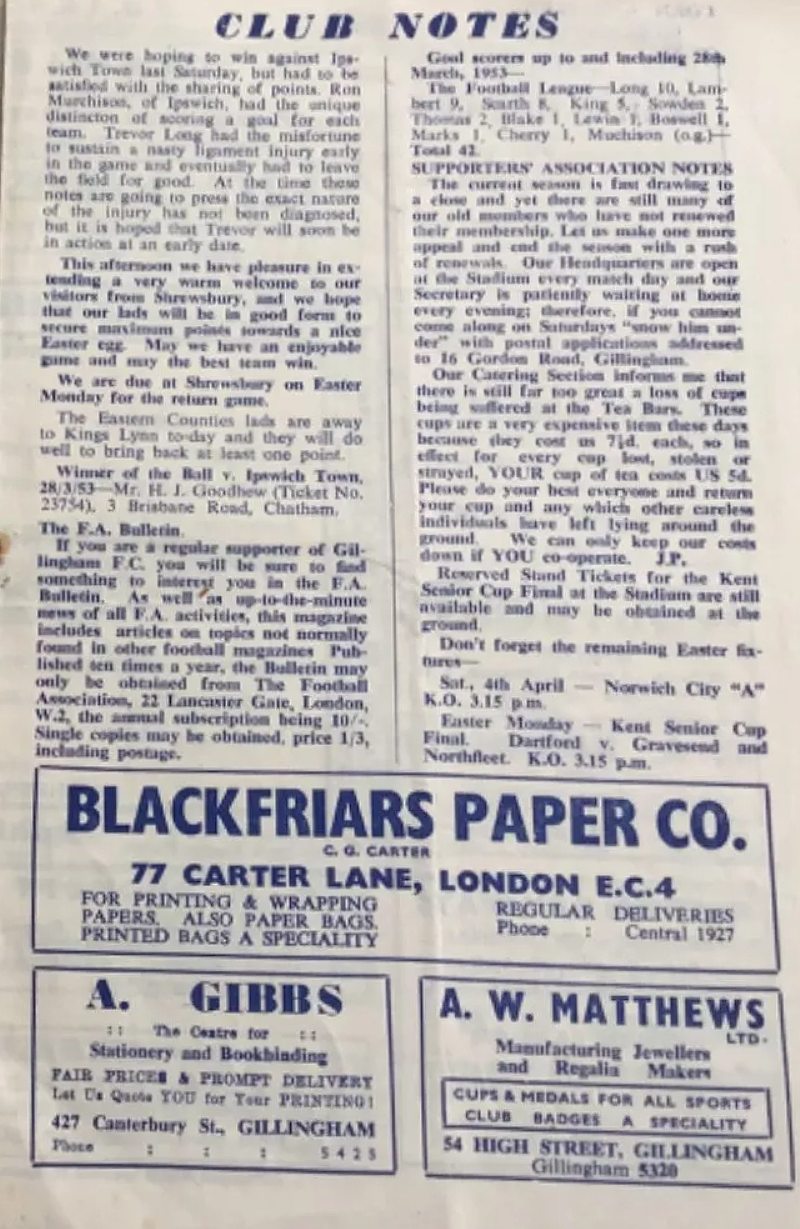 CLUB NOTES
We were hoping to win against Ips-
wich Town last Saturday, but had to be
satisfied with the sharing of points. Ron
Murchison, of Ipswich, had the unique
distincton of scoring a goal for each
team. Trevor Long had the misfortune
to sustain a nasty ligament injury early
in the game and eventually had to leave
the field for good. At the time these
notes are going to press the exact nature
of the injury has not been diagnosed,
but it is hoped that Trevor will soon be
in action at an early date.
This afternoon we have pleasure in ex-
tending a very warm welcome to our
visitors from Shrewsbury, and we hope
that our lads will be in good form to
secure maximum points towards a nice
Easter egg. May we have an enjoyable
game and may the best team win.
We are due at Shrewsbury on Easter
Monday for the return game.
The Eastern Counties lads are away
to Kings Lynn to-day and they will do
well to bring back at least one point.
Winner of the Ball v. Ipswich Town,
28/3/53—Mr. H. J. Goodhew (Ticket No.
23754), 3 Brisbane Road, Chatham.
The F.A. Bulletin.
If you are a regular supporter of Gil-
lingham F.C. you will be sure to find
something to interest you in the F.A.
Bulletin. As well as up-to-the-minute
news of all F.A. activities, this magazine
includes articles on topics not normally
found in other football magazines Pub-
lished ten times a year, the Bulletin may
only be obtained from The Football
Association, 22 Lancaster Gate, London,
W.2, the annual subscription being 10/-.
Single copies may be obtained, price 1/3,
including postage.
Goal scorers up to and including 28th
March, 1953—
The Football League—Long 10, Lam-
bert 9, Scarth 8, King 5, Sowden 2,
Thomas 2, Blake 1, Lewin 1, Boswell 1,
Marks 1, Cherry 1, Muchison (o.g.)—
Total 42.
SUPPORTERS' ASSOCIATION NOTES
The current season is fast drawing to
a close and yet there are still many of
our old members who have not renewed
their membership. Let us make one more
appeal and end the season with a rush
of renewals. Our Headquarters are open
at the Stadium every match day and our
Secretary is patiently waiting at home
every evening; therefore, if you cannot
come along on Saturdays "snow him un-
der" with postal applications addressed
to 16 Gordon Road, Gillingham.
Our Catering Section informs me that
there is still far too great a loss of cups
being suffered at the Tea Bars. These
cups are a very expensive item these days
because they cost us 7½d. each, so in
effect for every cup lost, stolen or
strayed, YOUR cup of tea costs US 5d.
Please do your best everyone and return
your cup and any which other careless
individuals have left lying around the
ground. We can only keep our costs
down if YOU co-operate. J.P.
Reserved Stand Tickets for the Kent
Senior Cup Final at the Stadium are still
available and may be obtained at the
ground.
Don't forget the remaining Easter fix-
tures—
Sat., 4th April — Norwich City "A"
K.O. 3.15 p.m.
Easter Monday — Kent Senior Cup
Final. Dartford v. Gravesend and
Northfleet. K.O. 3.15 p.m.
BLACKFRIARS PAPER CO.
C. G. CARTER
77 CARTER LANE, LONDON E.C.4
FOR PRINTING & WRAPPING
PAPERS. ALSO PAPER BAGS.
PRINTED BAGS A SPECIALITY
REGULAR DELIVERIES
Phone : Central 1927
A. GIBBS
:: The Centre for ::
Stationery and Bookbinding
FAIR PRICES & PROMPT DELIVERY
Let Us Quote YOU for Your PRINTING!
427 Canterbury St., GILLINGHAM
Phone : : : 5425
A. W. MATTHEWS
LTD.
Manufacturing Jewellers
and Regalia Makers
CUPS & MEDALS FOR ALL SPORTS
CLUB BADGES A SPECIALITY
54 HIGH STREET, GILLINGHAM
Gillingham 5320